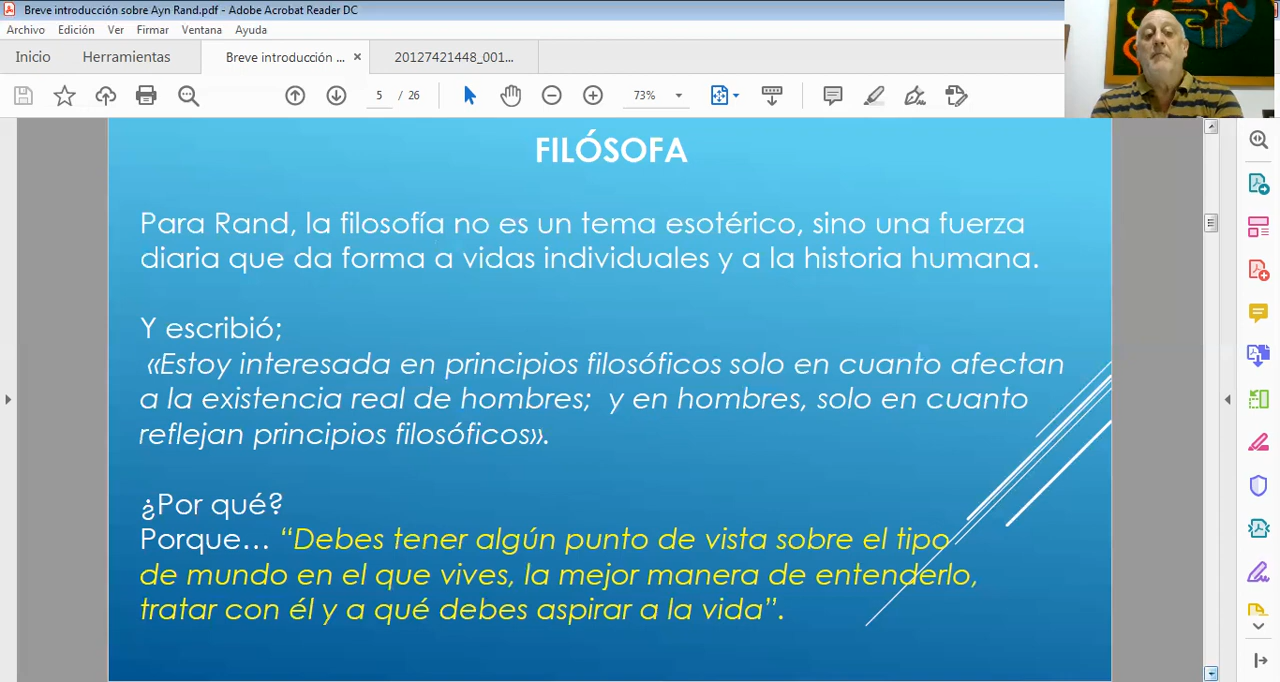 Breve introducción sobre Ayn Rand.pdf - Adobe Acrobat Reader DC
Archivo Edición Ver Firmar Ventana Ayuda
Inicio Herramientas Breve introducción ... × 20127421448_001...
5 / 26 73%
FILÓSOFA
Para Rand, la filosofía no es un tema esotérico, sino una fuerza
diaria que da forma a vidas individuales y a la historia humana.
Y escribió;
«Estoy interesada en principios filosóficos solo en cuanto afectan
a la existencia real de hombres; y en hombres, solo en cuanto
reflejan principios filosóficos».
¿Por qué?
Porque… “Debes tener algún punto de vista sobre el tipo
de mundo en el que vives, la mejor manera de entenderlo,
tratar con él y a qué debes aspirar a la vida”.